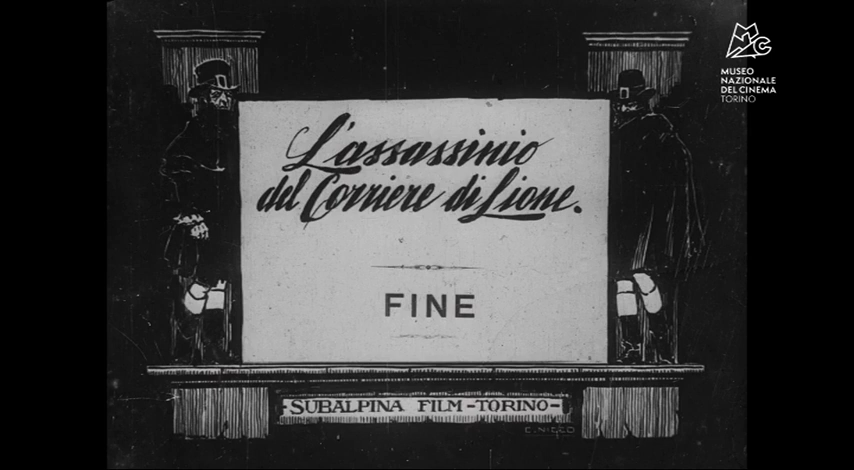 MUSEO
NAZIONALE
DEL CINEMA
TORINO
L'assassinio
del Corriere di Lione.
FINE
SUBALPINA FILM-TORINO-